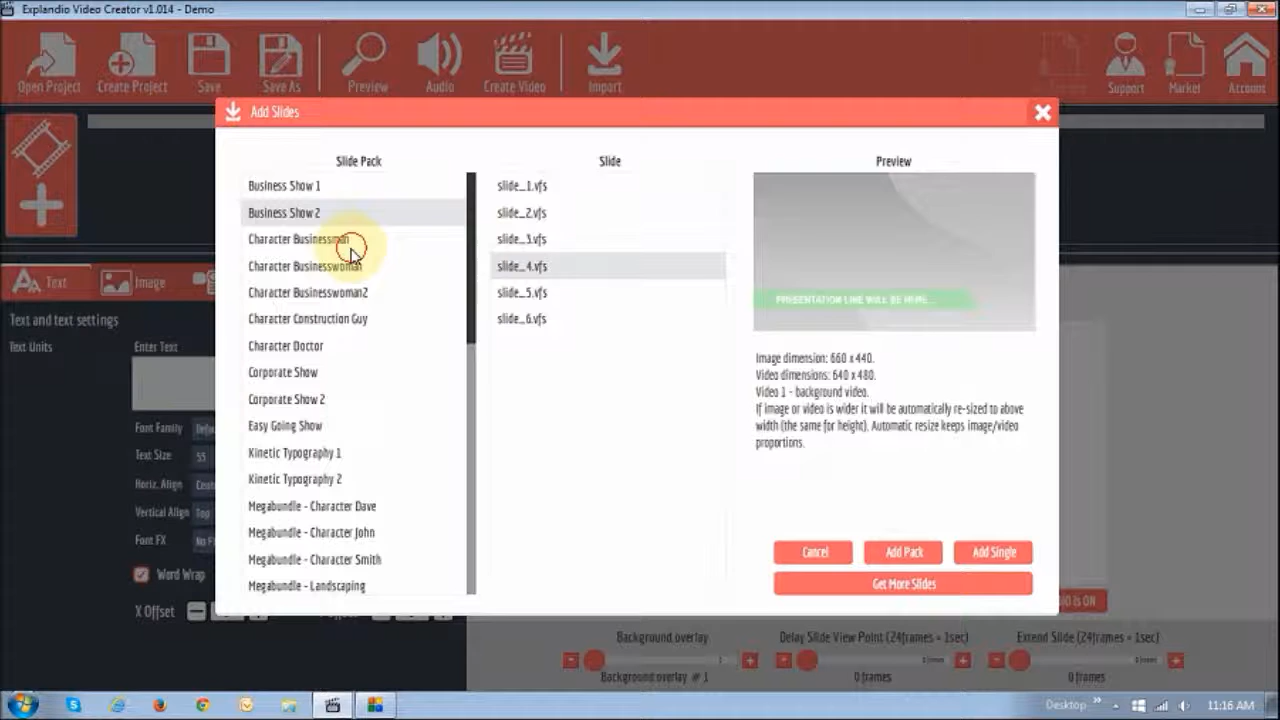 Explandio Video Creator v1.014 - Demo
Open Project
Create Project
Save
Save As
Preview
Audio
Create Video
Import
Support
Market
Account
Add Slides
Slide Pack
Slide
Preview
Business Show 1
Business Show 2
Character Businessman
Character Businesswoman
Character Businesswoman2
Character Construction Guy
Character Doctor
Corporate Show
Corporate Show 2
Easy Going Show
Kinetic Typography 1
Kinetic Typography 2
Megabundle - Character Dave
Megabundle - Character John
Megabundle - Character Smith
Megabundle - Landscaping
slide_1.vfs
slide_2.vfs
slide_3.vfs
slide_4.vfs
slide_5.vfs
slide_6.vfs
PRESENTATION LINE WILL BE HERE...
Image dimension: 660 x 440.
Video dimensions: 640 x 480.
Video 1 - background video.
If image or video is wider it will be automatically re-sized to above
width (the same for height). Automatic resize keeps image/video
proportions.
Cancel
Add Pack
Add Single
Get More Slides
Text
Image
Text and text settings
Text Units
Enter Text
Font Family
Text Size
55
Horiz. Align
Vertical Align
Top
Font FX
Word Wrap
X Offset
is ON
Background overlay
Background overlay # 1
Delay Slide View Point (24frames = 1sec)
0 frames
Extend Slide (24frames = 1sec)
0 frames
Desktop
11:16 AM